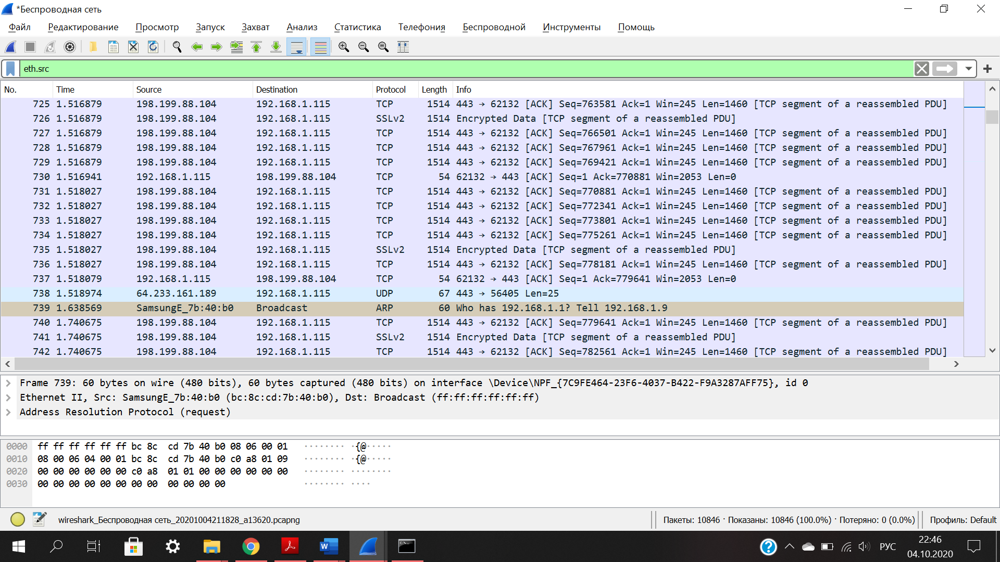 *Беспроводная сеть
Файл Редактирование Просмотр Запуск Захват Анализ Статистика Телефония Беспроводной Инструменты Помощь
eth.src
No. Time Source Destination Protocol Length Info
725 1.516879 198.199.88.104 192.168.1.115 TCP 1514 443 → 62132 [ACK] Seq=763581 Ack=1 Win=245 Len=1460 [TCP segment of a reassembled PDU]
726 1.516879 198.199.88.104 192.168.1.115 SSLv2 1514 Encrypted Data [TCP segment of a reassembled PDU]
727 1.516879 198.199.88.104 192.168.1.115 TCP 1514 443 → 62132 [ACK] Seq=766501 Ack=1 Win=245 Len=1460 [TCP segment of a reassembled PDU]
728 1.516879 198.199.88.104 192.168.1.115 TCP 1514 443 → 62132 [ACK] Seq=767961 Ack=1 Win=245 Len=1460 [TCP segment of a reassembled PDU]
729 1.516879 198.199.88.104 192.168.1.115 TCP 1514 443 → 62132 [ACK] Seq=769421 Ack=1 Win=245 Len=1460 [TCP segment of a reassembled PDU]
730 1.516941 192.168.1.115 198.199.88.104 TCP 54 62132 → 443 [ACK] Seq=1 Ack=770881 Win=2053 Len=0
731 1.518027 198.199.88.104 192.168.1.115 TCP 1514 443 → 62132 [ACK] Seq=770881 Ack=1 Win=245 Len=1460 [TCP segment of a reassembled PDU]
732 1.518027 198.199.88.104 192.168.1.115 TCP 1514 443 → 62132 [ACK] Seq=772341 Ack=1 Win=245 Len=1460 [TCP segment of a reassembled PDU]
733 1.518027 198.199.88.104 192.168.1.115 TCP 1514 443 → 62132 [ACK] Seq=773801 Ack=1 Win=245 Len=1460 [TCP segment of a reassembled PDU]
734 1.518027 198.199.88.104 192.168.1.115 TCP 1514 443 → 62132 [ACK] Seq=775261 Ack=1 Win=245 Len=1460 [TCP segment of a reassembled PDU]
735 1.518027 198.199.88.104 192.168.1.115 SSLv2 1514 Encrypted Data [TCP segment of a reassembled PDU]
736 1.518027 198.199.88.104 192.168.1.115 TCP 1514 443 → 62132 [ACK] Seq=778181 Ack=1 Win=245 Len=1460 [TCP segment of a reassembled PDU]
737 1.518079 192.168.1.115 198.199.88.104 TCP 54 62132 → 443 [ACK] Seq=1 Ack=779641 Win=2053 Len=0
738 1.518974 64.233.161.189 192.168.1.115 UDP 67 443 → 56405 Len=25
739 1.638569 SamsungE_7b:40:b0 Broadcast ARP 60 Who has 192.168.1.1? Tell 192.168.1.9
740 1.740675 198.199.88.104 192.168.1.115 TCP 1514 443 → 62132 [ACK] Seq=779641 Ack=1 Win=245 Len=1460 [TCP segment of a reassembled PDU]
741 1.740675 198.199.88.104 192.168.1.115 SSLv2 1514 Encrypted Data [TCP segment of a reassembled PDU]
742 1.740675 198.199.88.104 192.168.1.115 TCP 1514 443 → 62132 [ACK] Seq=782561 Ack=1 Win=245 Len=1460 [TCP segment of a reassembled PDU]
Frame 739: 60 bytes on wire (480 bits), 60 bytes captured (480 bits) on interface \Device\NPF_{7C9FE464-23F6-4037-B422-F9A3287AFF75}, id 0
Ethernet II, Src: SamsungE_7b:40:b0 (bc:8c:cd:7b:40:b0), Dst: Broadcast (ff:ff:ff:ff:ff:ff)
Address Resolution Protocol (request)
0000 ff ff ff ff ff ff bc 8c cd 7b 40 b0 08 06 00 01 ········ ·{@·····
0010 08 00 06 04 00 01 bc 8c cd 7b 40 b0 c0 a8 01 09 ········ ·{@·····
0020 00 00 00 00 00 00 c0 a8 01 01 00 00 00 00 00 00 ········ ········
0030 00 00 00 00 00 00 00 00 00 00 00 00 ········ ····
wireshark_Беспроводная сеть_20201004211828_a13620.pcapng Пакеты: 10846 · Показаны: 10846 (100.0%) · Потеряно: 0 (0.0%) Профиль: Default
РУС 22:46
04.10.2020